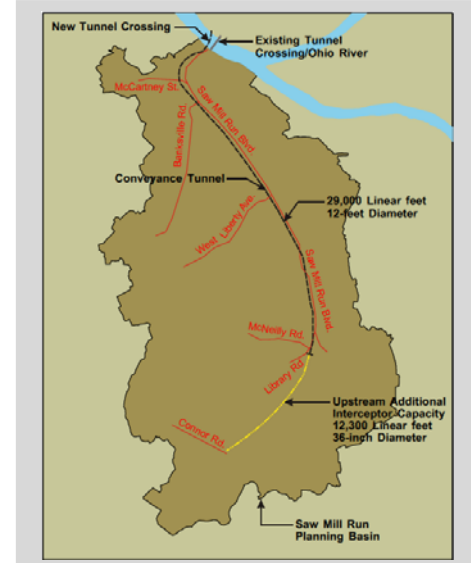 New Tunnel Crossing
Existing Tunnel
Crossing/Ohio River
McCartney St.
Saw Mill Run Blvd.
Banksville Rd.
Conveyance Tunnel
29,000 Linear feet
12-feet Diameter
West Liberty Ave.
Saw Mill Run Blvd.
McNeilly Rd.
Library Rd.
Upstream Additional
Interceptor Capacity
12,300 Linear feet
36-inch Diameter
Connor Rd.
Saw Mill Run
Planning Basin